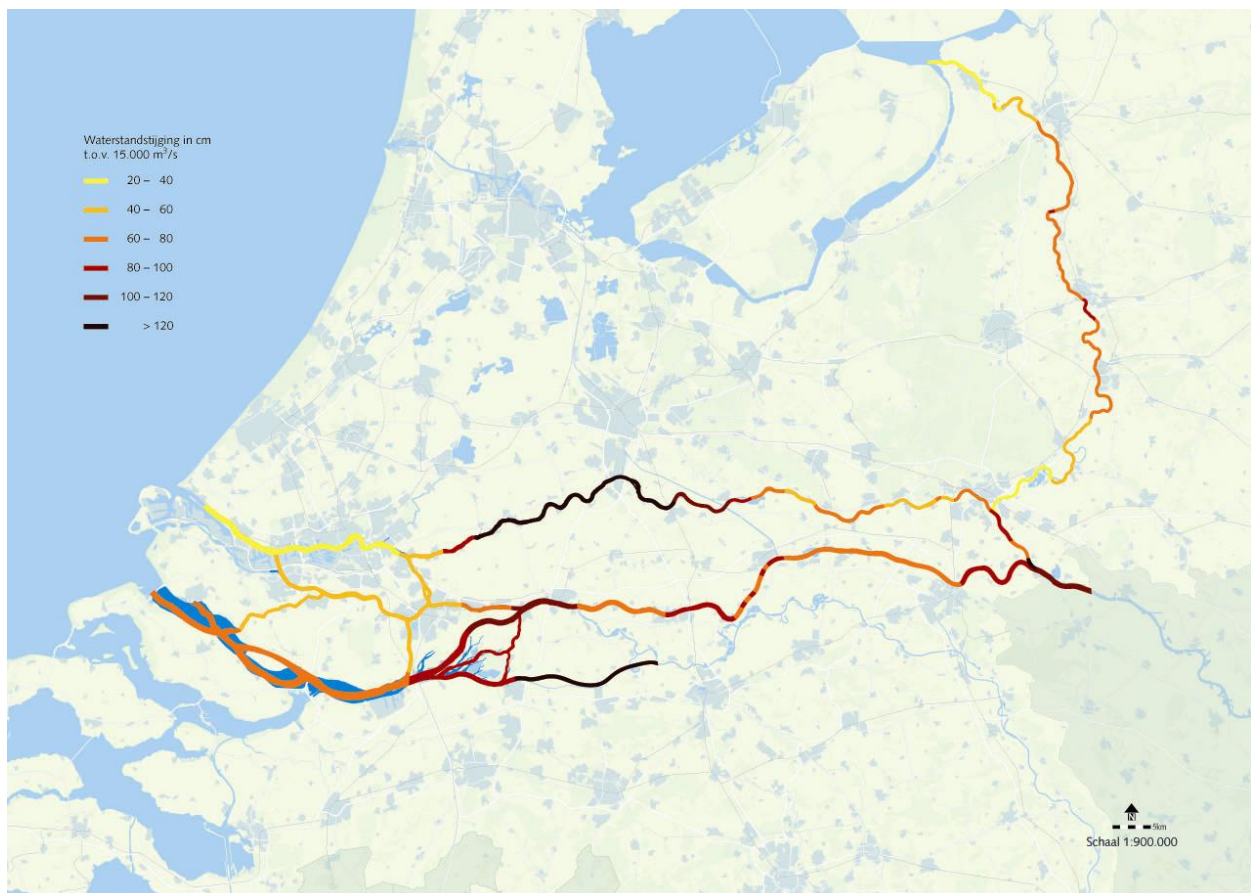 Waterstandstijging in cm
t.o.v. 15.000 m³/s
20 – 40
40 – 60
60 – 80
80 – 100
100 – 120
> 120
N
5km
Schaal 1:900.000